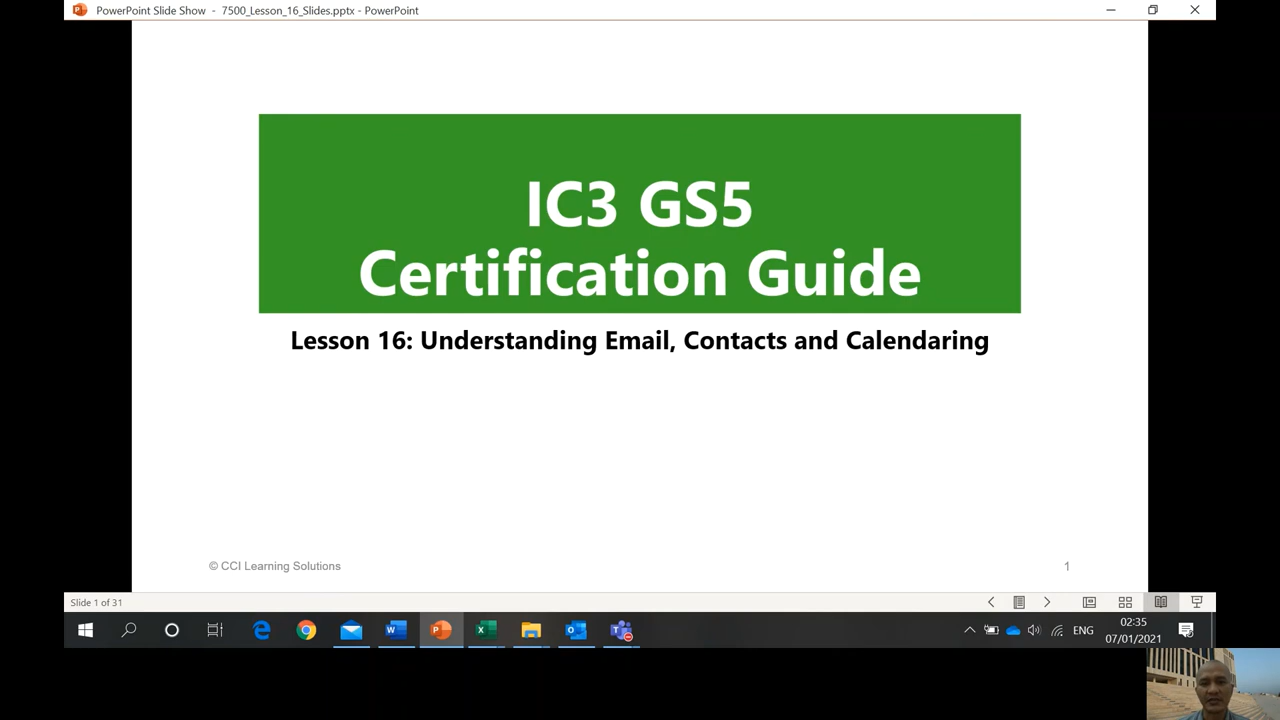 PowerPoint Slide Show - 7500_Lesson_16_Slides.pptx - PowerPoint
IC3 GS5
Certification Guide
Lesson 16: Understanding Email, Contacts and Calendaring
© CCI Learning Solutions
1
Slide 1 of 31
ENG
02:35
07/01/2021